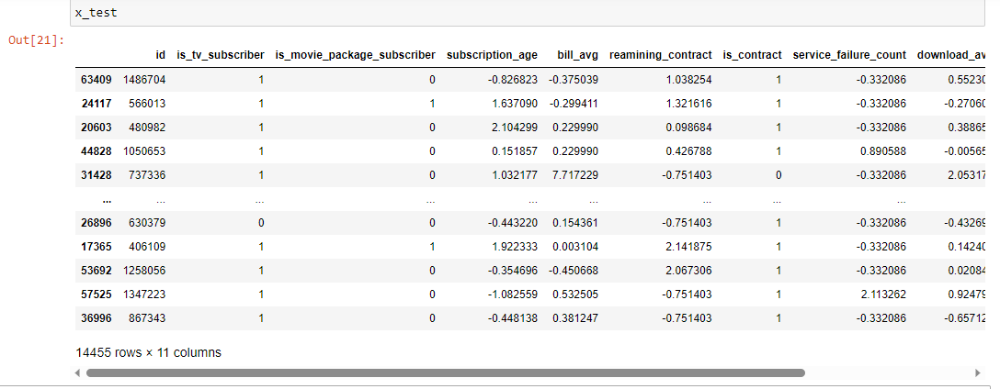 x_test
Out[21]:
id is_tv_subscriber is_movie_package_subscriber subscription_age bill_avg reamining_contract is_contract service_failure_count download_av
63409 1486704 1 0 -0.826823 -0.375039 1.038254 1 -0.332086 0.55230
24117 566013 1 1 1.637090 -0.299411 1.321616 1 -0.332086 -0.27060
20603 480982 1 0 2.104299 0.229990 0.098684 1 -0.332086 0.38865
44828 1050653 1 0 0.151857 0.229990 0.426788 1 0.890588 -0.00565
31428 737336 1 0 1.032177 7.717229 -0.751403 0 -0.332086 2.05317
... ... ... ... ... ... ... ... ...
26896 630379 0 0 -0.443220 0.154361 -0.751403 1 -0.332086 -0.43269
17365 406109 1 1 1.922333 0.003104 2.141875 1 -0.332086 0.14240
53692 1258056 1 0 -0.354696 -0.450668 2.067306 1 -0.332086 0.02084
57525 1347223 1 0 -1.082559 0.532505 -0.751403 1 2.113262 0.92479
36996 867343 1 0 -0.448138 0.381247 -0.751403 1 -0.332086 -0.65712
14455 rows × 11 columns